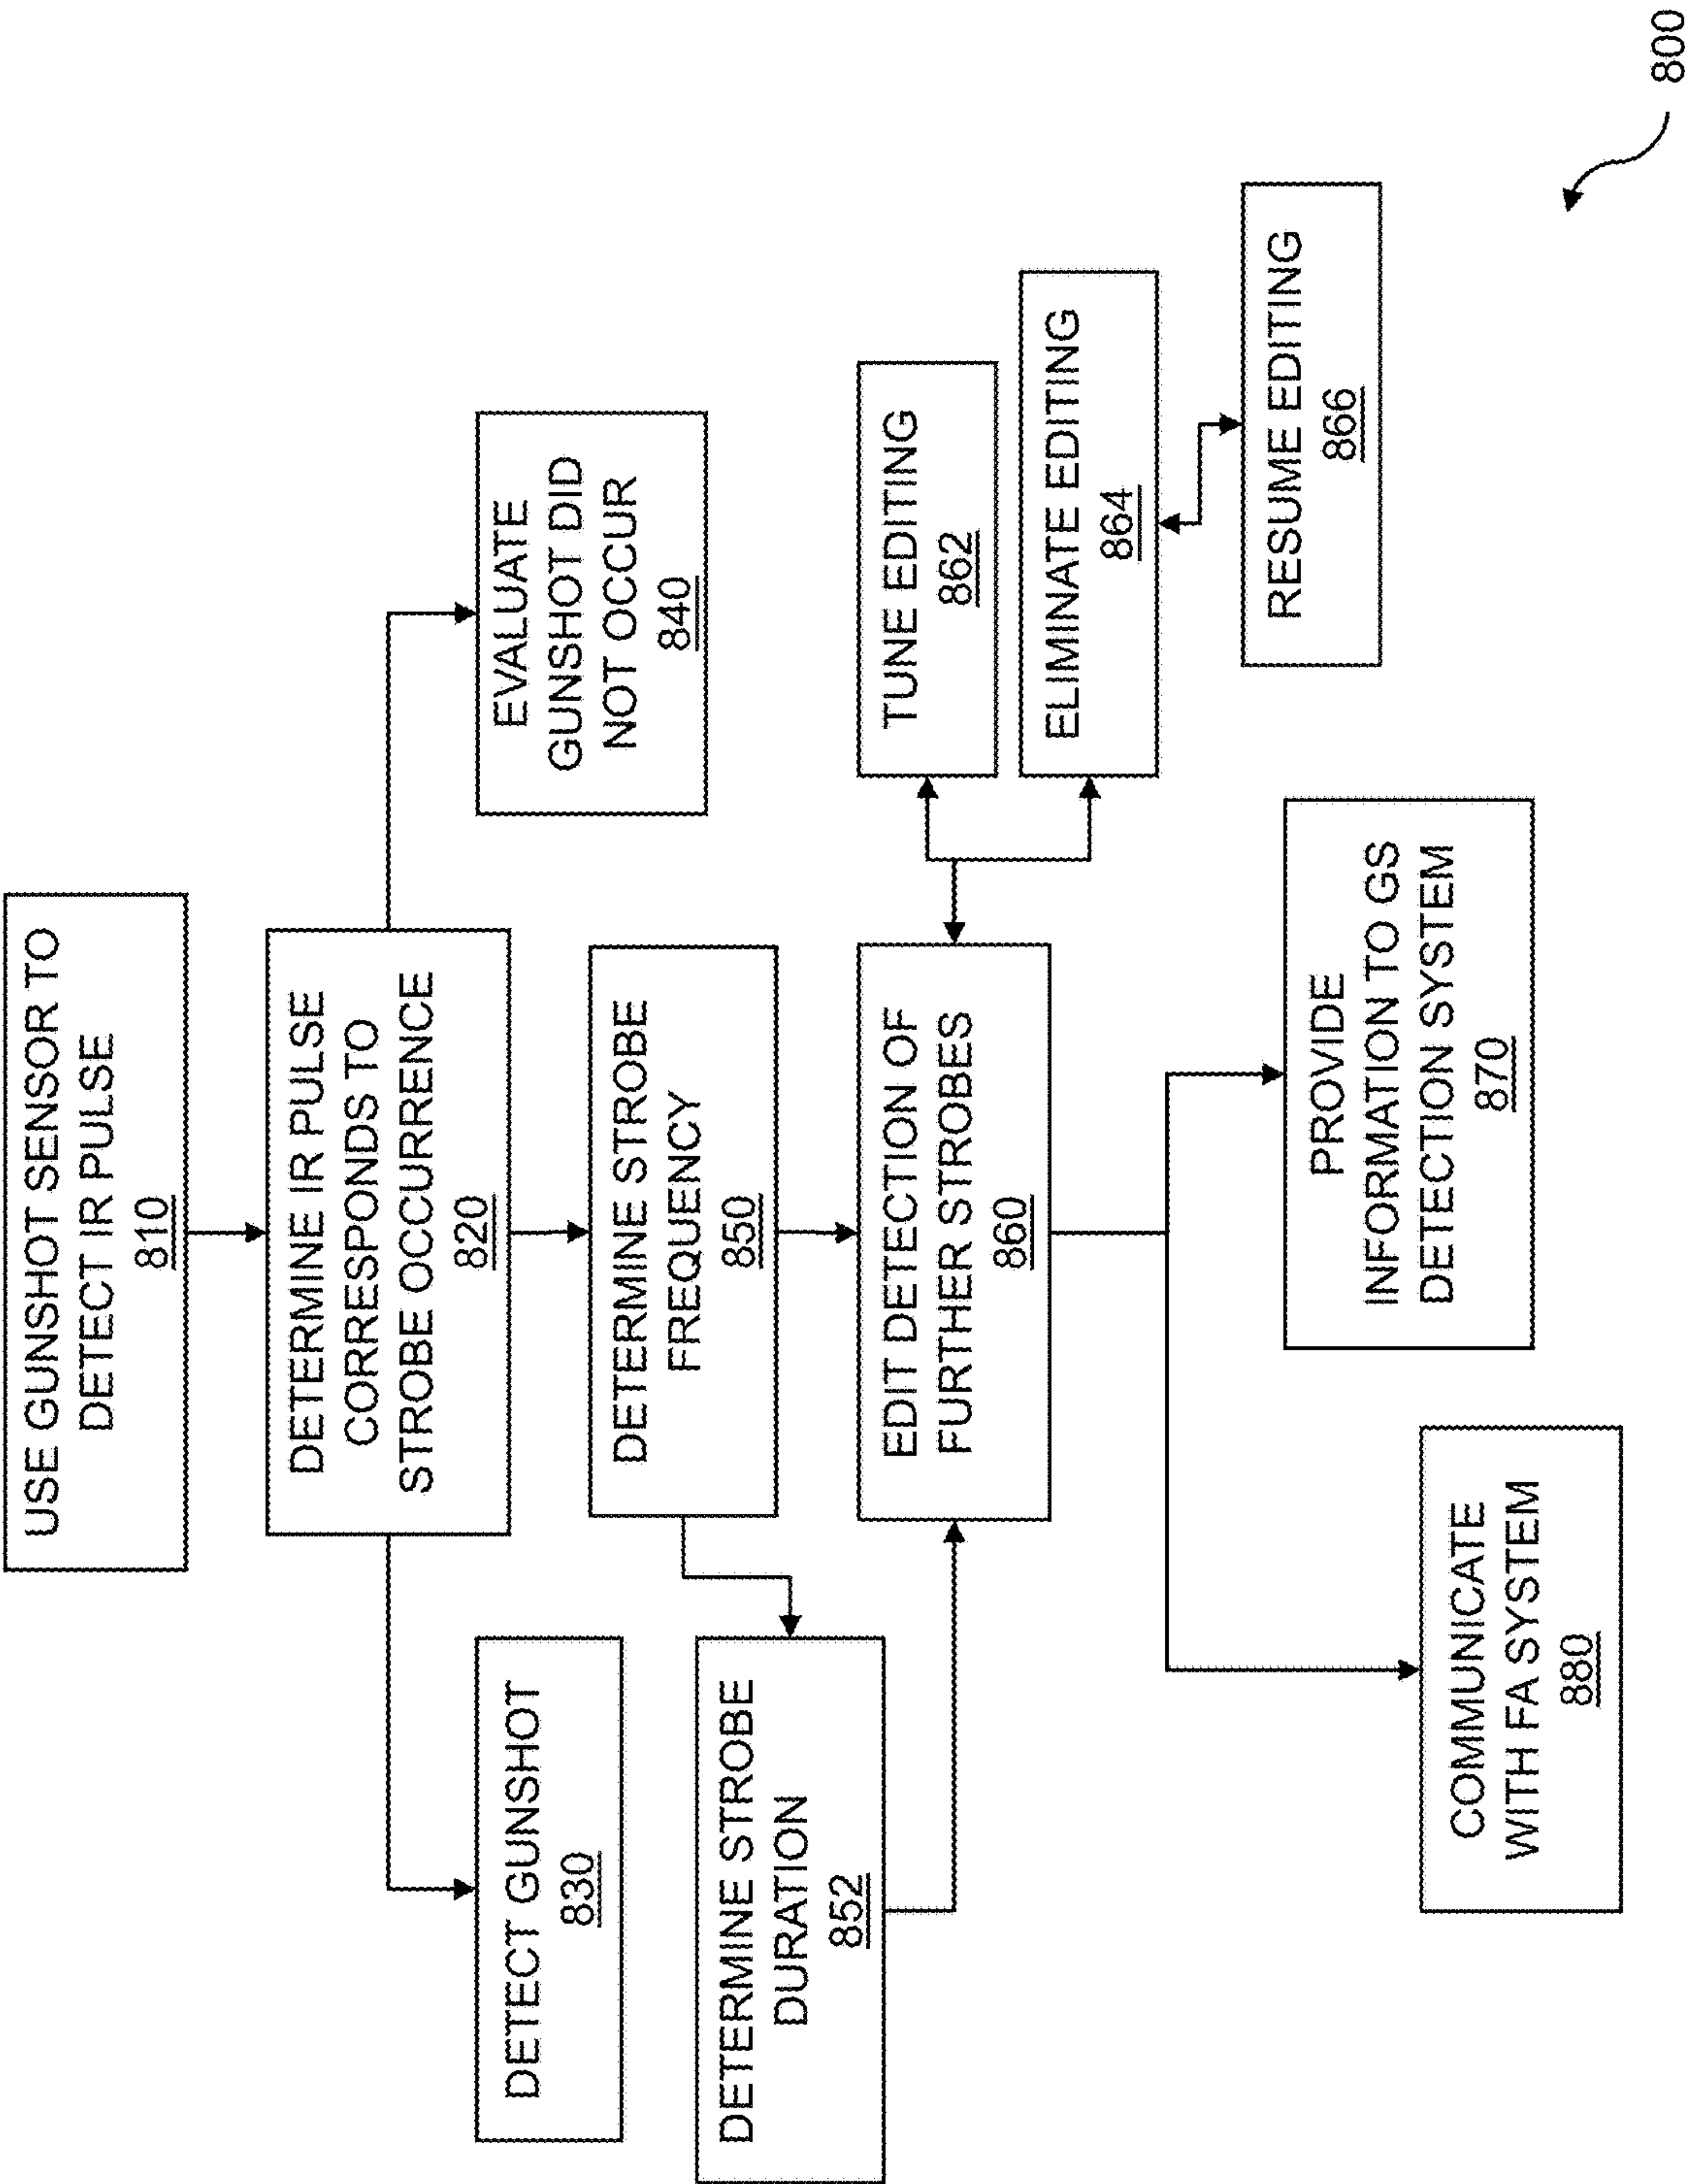 USE GUNSHOT SENSOR TO
DETECT IR PULSE
810
DETERMINE IR PULSE
CORRESPONDS TO
STROBE OCCURRENCE
820
DETECT GUNSHOT
830
EVALUATE
GUNSHOT DID
NOT OCCUR
840
DETERMINE STROBE
FREQUENCY
850
DETERMINE STROBE
DURATION
852
EDIT DETECTION OF
FURTHER STROBES
860
TUNE EDITING
862
ELIMINATE EDITING
864
RESUME EDITING
866
PROVIDE
INFORMATION TO GS
DETECTION SYSTEM
870
COMMUNICATE
WITH FA SYSTEM
880
800